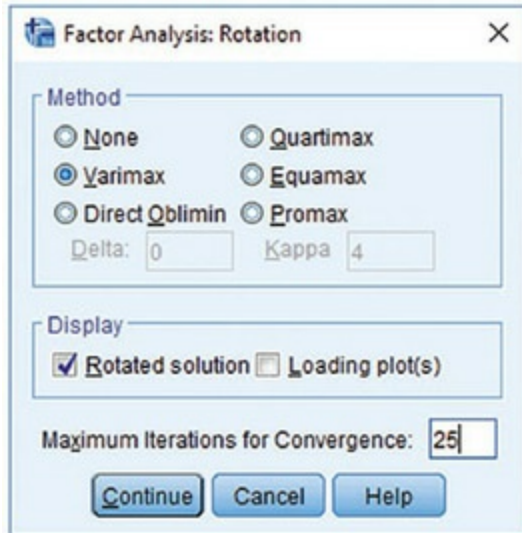 Factor Analysis: Rotation
Method
None Quartimax
Varimax Equamax
Direct Oblimin Promax
Delta: 0 Kappa 4
Display
Rotated solution Loading plot(s)
Maximum Iterations for Convergence: 25
Continue Cancel Help